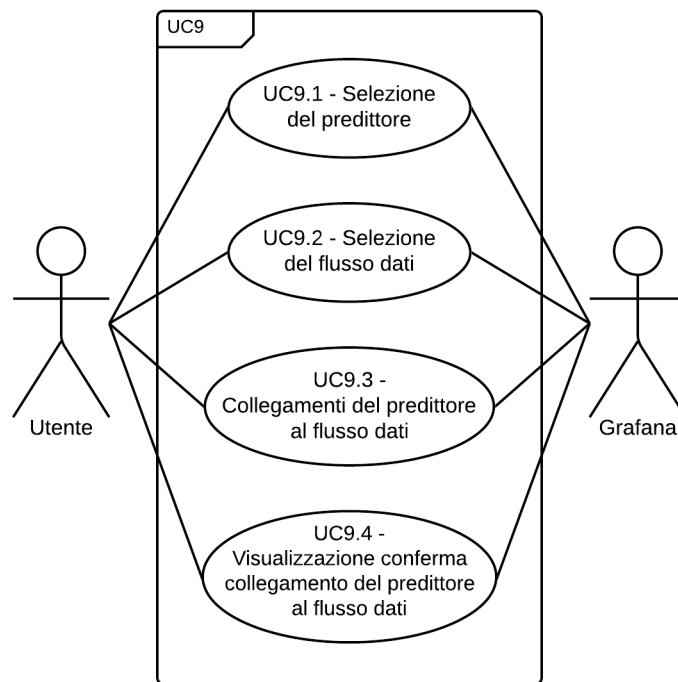 UC9
UC9.1 - Selezione
del predittore
UC9.2 - Selezione
del flusso dati
UC9.3 -
Collegamenti del predittore
al flusso dati
Utente
Grafana
UC9.4 -
Visualizzazione conferma
collegamento del predittore
al flusso dati